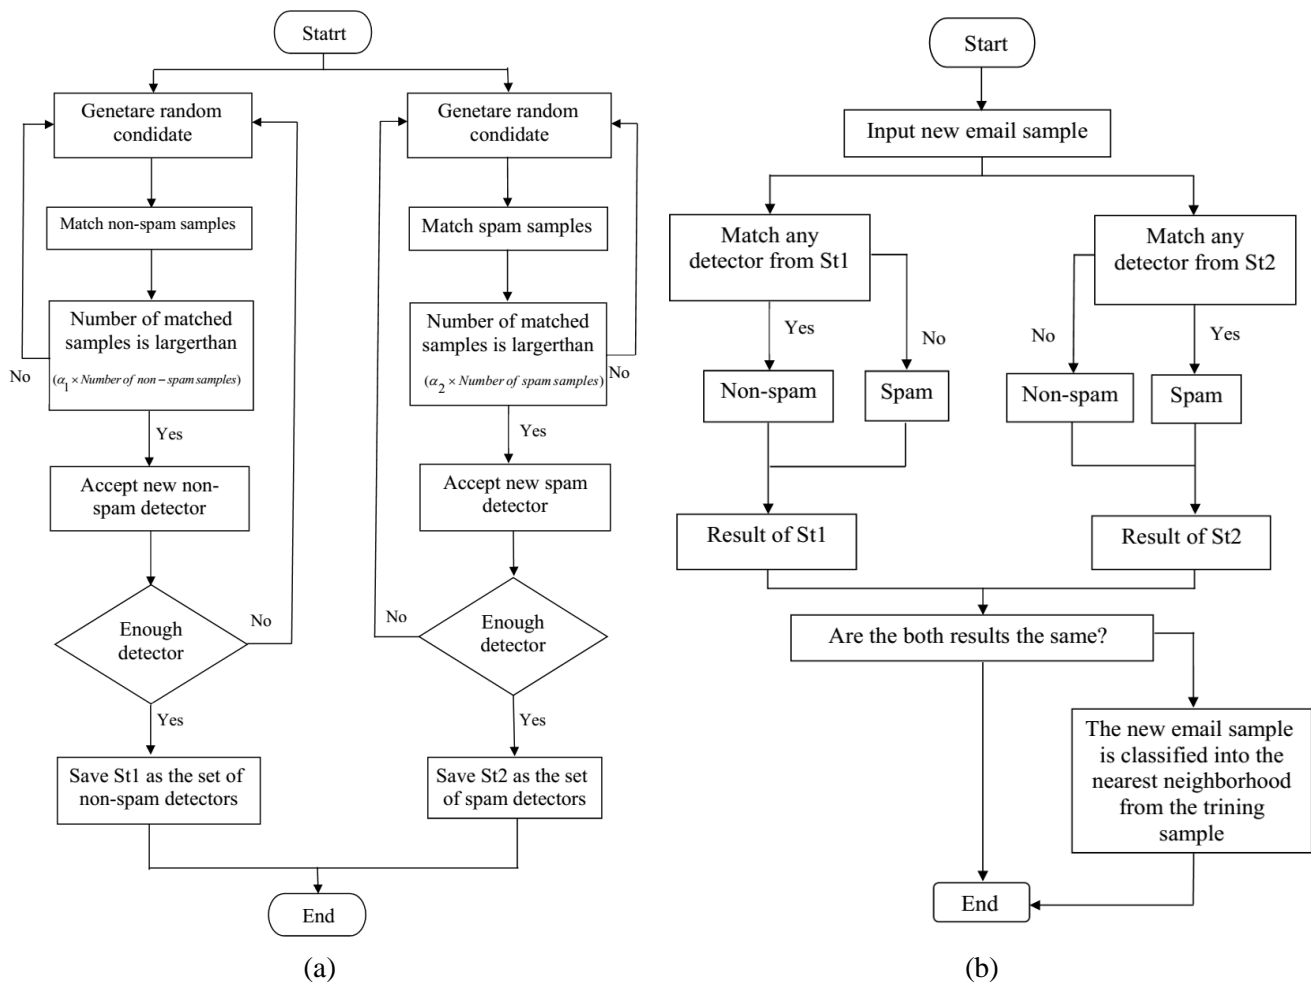 Statrt
Genetare random
condidate
Match non-spam samples
Number of matched
samples is largerthan
(α1 × Number of non − spam samples)
No
Yes
Accept new non-
spam detector
Enough
detector
No
Yes
Save St1 as the set of
non-spam detectors
Genetare random
condidate
Match spam samples
Number of matched
samples is largerthan
(α2 × Number of spam samples)
No
Yes
Accept new spam
detector
Enough
detector
No
Yes
Save St2 as the set
of spam detectors
End
(a)
Start
Input new email sample
Match any
detector from St1
Yes
No
Non-spam
Spam
Result of St1
Match any
detector from St2
No
Yes
Non-spam
Spam
Result of St2
Are the both results the same?
The new email sample
is classified into the
nearest neighborhood
from the trining
sample
End
(b)